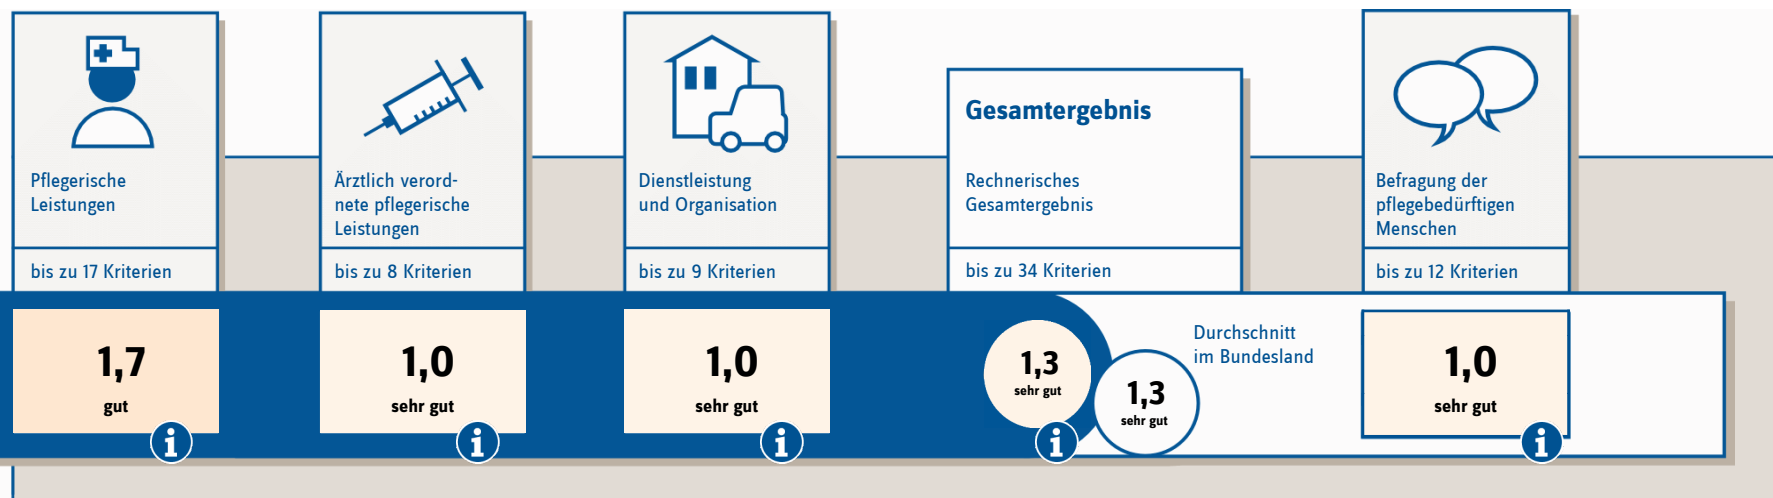 Pflegerische
Leistungen
bis zu 17 Kriterien
1,7
gut
i
Ärztlich verord-
nete pflegerische
Leistungen
bis zu 8 Kriterien
1,0
sehr gut
i
Dienstleistung
und Organisation
bis zu 9 Kriterien
1,0
sehr gut
i
Gesamtergebnis
Rechnerisches
Gesamtergebnis
bis zu 34 Kriterien
1,3
sehr gut
i
1,3
sehr gut
Durchschnitt
im Bundesland
Befragung der
pflegebedürftigen
Menschen
bis zu 12 Kriterien
1,0
sehr gut
i